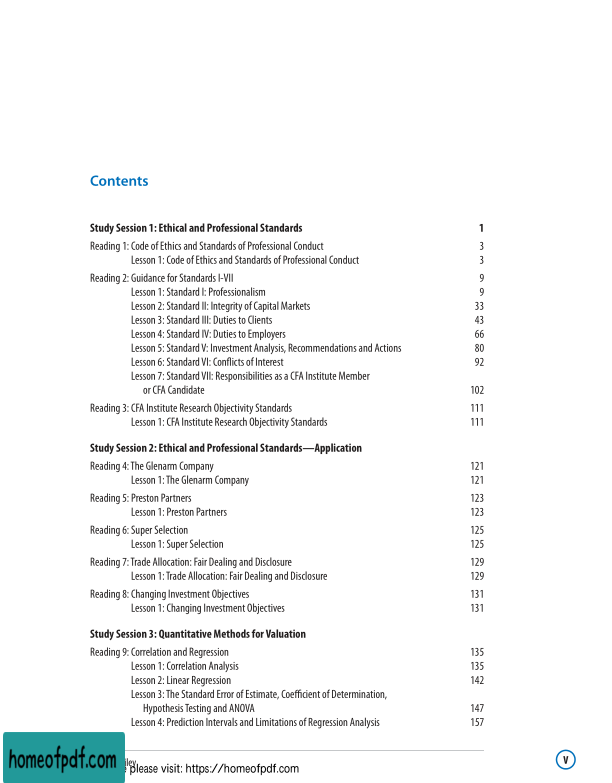 Contents
Study Session 1: Ethical and Professional Standards 1
Reading 1: Code of Ethics and Standards of Professional Conduct 3
Lesson 1: Code of Ethics and Standards of Professional Conduct 3
Reading 2: Guidance for Standards I-VII 9
Lesson 1: Standard I: Professionalism 9
Lesson 2: Standard II: Integrity of Capital Markets 33
Lesson 3: Standard III: Duties to Clients 43
Lesson 4: Standard IV: Duties to Employers 66
Lesson 5: Standard V: Investment Analysis, Recommendations and Actions 80
Lesson 6: Standard VI: Conflicts of Interest 92
Lesson 7: Standard VII: Responsibilities as a CFA Institute Member
or CFA Candidate 102
Reading 3: CFA Institute Research Objectivity Standards 111
Lesson 1: CFA Institute Research Objectivity Standards 111
Study Session 2: Ethical and Professional Standards—Application
Reading 4: The Glenarm Company 121
Lesson 1: The Glenarm Company 121
Reading 5: Preston Partners 123
Lesson 1: Preston Partners 123
Reading 6: Super Selection 125
Lesson 1: Super Selection 125
Reading 7: Trade Allocation: Fair Dealing and Disclosure 129
Lesson 1: Trade Allocation: Fair Dealing and Disclosure 129
Reading 8: Changing Investment Objectives 131
Lesson 1: Changing Investment Objectives 131
Study Session 3: Quantitative Methods for Valuation
Reading 9: Correlation and Regression 135
Lesson 1: Correlation Analysis 135
Lesson 2: Linear Regression 142
Lesson 3: The Standard Error of Estimate, Coefficient of Determination,
Hypothesis Testing and ANOVA 147
Lesson 4: Prediction Intervals and Limitations of Regression Analysis 157
homeofpdf.com
please visit: https://homeofpdf.com
V